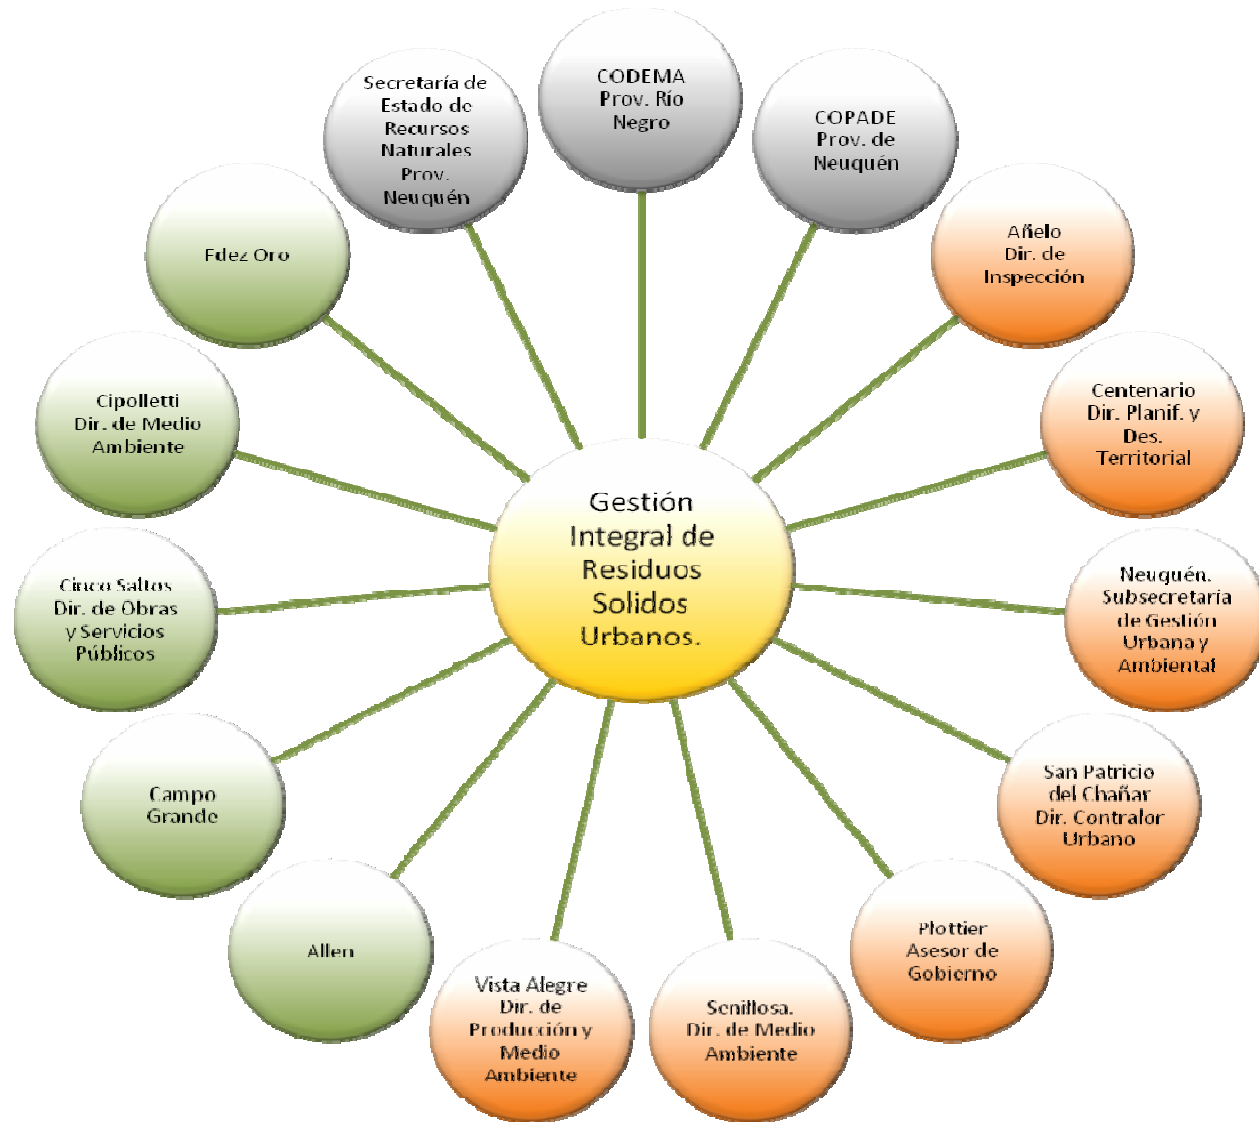 CODEMA
Prov. Río
Negro
COPADE
Prov. de
Neuquén
Añelo
Dir. de
Inspección
Centenario
Dir. Planif. y
Des.
Territorial
Neuquén.
Subsecretaría
de Gestión
Urbana y
Ambiental
San Patricio
del Chañar
Dir. Contralor
Urbano
Plottier
Asesor de
Gobierno
Senillosa.
Dir. de Medio
Ambiente
Vista Alegre
Dir. de
Producción y
Medio
Ambiente
Allen
Campo
Grande
Cinco Saltos
Dir. de Obras
y Servicios
Públicos
Cipolletti
Dir. de Medio
Ambiente
Fdez Oro
Secretaría de
Estado de
Recursos
Naturales
Prov.
Neuquén
Gestión
Integral de
Residuos
Solidos
Urbanos.